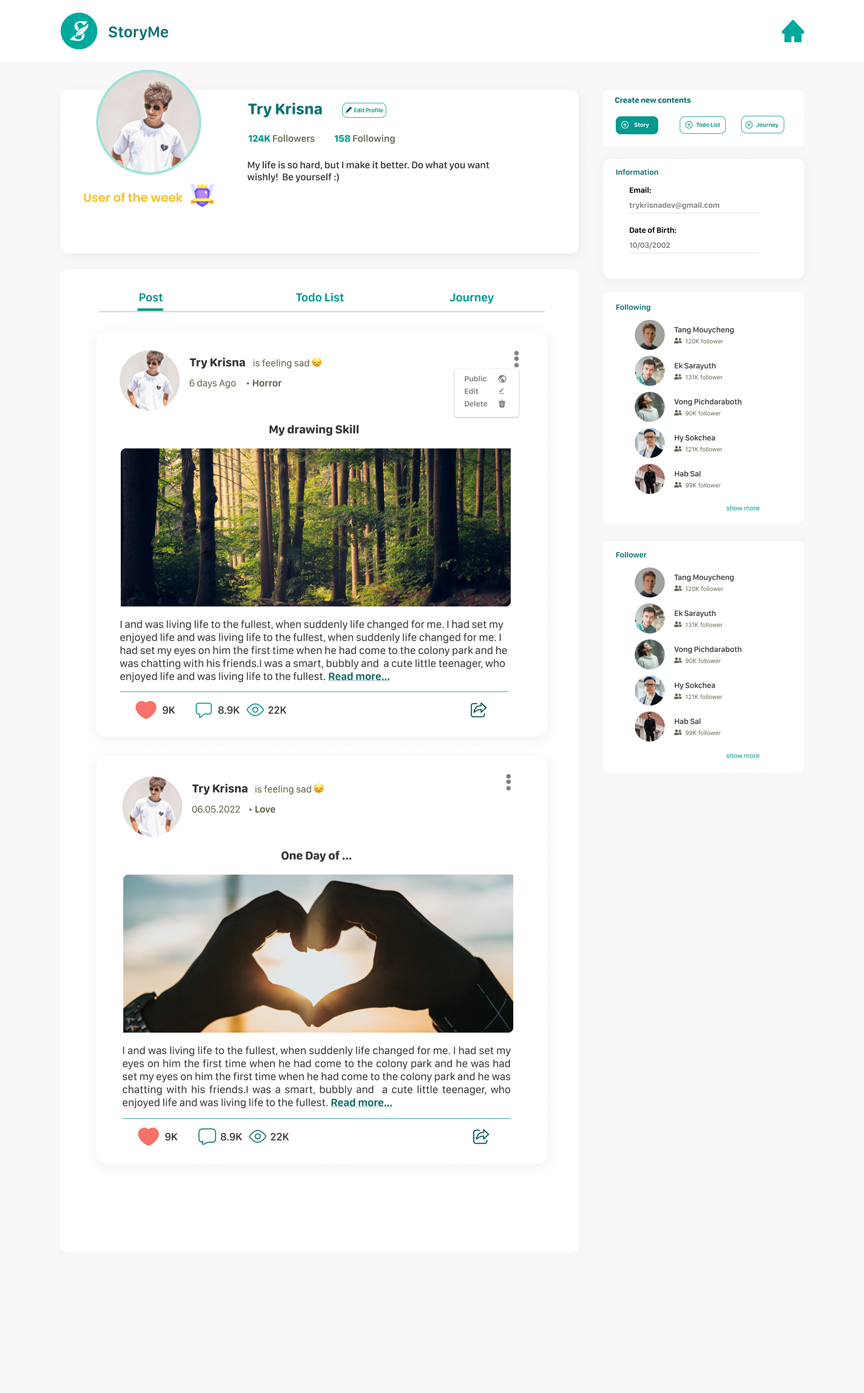 StoryMe
Try Krisna
Edit Profile
124K Followers 158 Following
My life is so hard, but I make it better. Do what you want
wishly! Be yourself :)
User of the week
Create new contents
Story Todo List Journey
Information
Email:
trykrisnadev@gmail.com
Date of Birth:
10/03/2002
Post Todo List Journey
Try Krisna is feeling sad 😞
6 days Ago • Horror
Public
Edit
Delete
My drawing Skill
I and was living life to the fullest, when suddenly life changed for me. I had set my
enjoyed life and was living life to the fullest, when suddenly life changed for me. I
had set my eyes on him the first time when he had come to the colony park and he
was chatting with his friends.I was a smart, bubbly and a cute little teenager, who
enjoyed life and was living life to the fullest. Read more...
9K 8.9K 22K
Try Krisna is feeling sad 😞
06.05.2022 • Love
One Day of ...
I and was living life to the fullest, when suddenly life changed for me. I had set my
eyes on him the first time when he had come to the colony park and he was had
set my eyes on him the first time when he had come to the colony park and he was
chatting with his friends.I was a smart, bubbly and a cute little teenager, who
enjoyed life and was living life to the fullest. Read more...
9K 8.9K 22K
Following
Tang Mouycheng
120K follower
Ek Sarayuth
131K follower
Vong Pichdaraboth
90K follower
Hy Sokchea
121K follower
Hab Sal
99K follower
show more
Follower
Tang Mouycheng
120K follower
Ek Sarayuth
131K follower
Vong Pichdaraboth
90K follower
Hy Sokchea
121K follower
Hab Sal
99K follower
show more